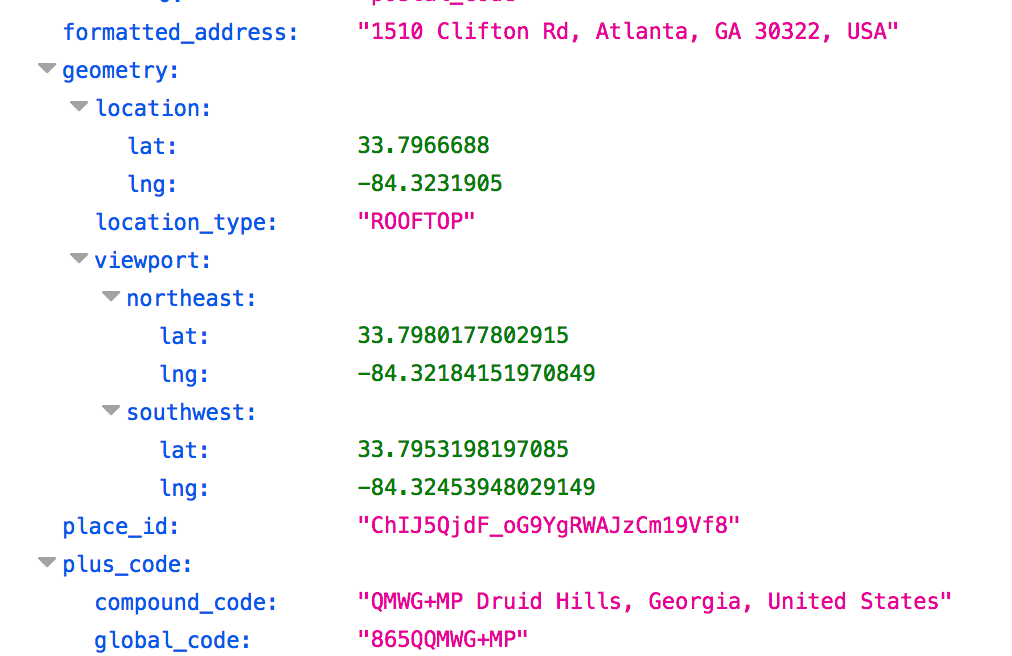 formatted_address: "1510 Clifton Rd, Atlanta, GA 30322, USA"
geometry:
location:
lat: 33.7966688
lng: -84.3231905
location_type: "ROOFTOP"
viewport:
northeast:
lat: 33.7980177802915
lng: -84.32184151970849
southwest:
lat: 33.7953198197085
lng: -84.32453948029149
place_id: "ChIJ5QjdF_oG9YgRWAJzCm19Vf8"
plus_code:
compound_code: "QMWG+MP Druid Hills, Georgia, United States"
global_code: "865QQMWG+MP"